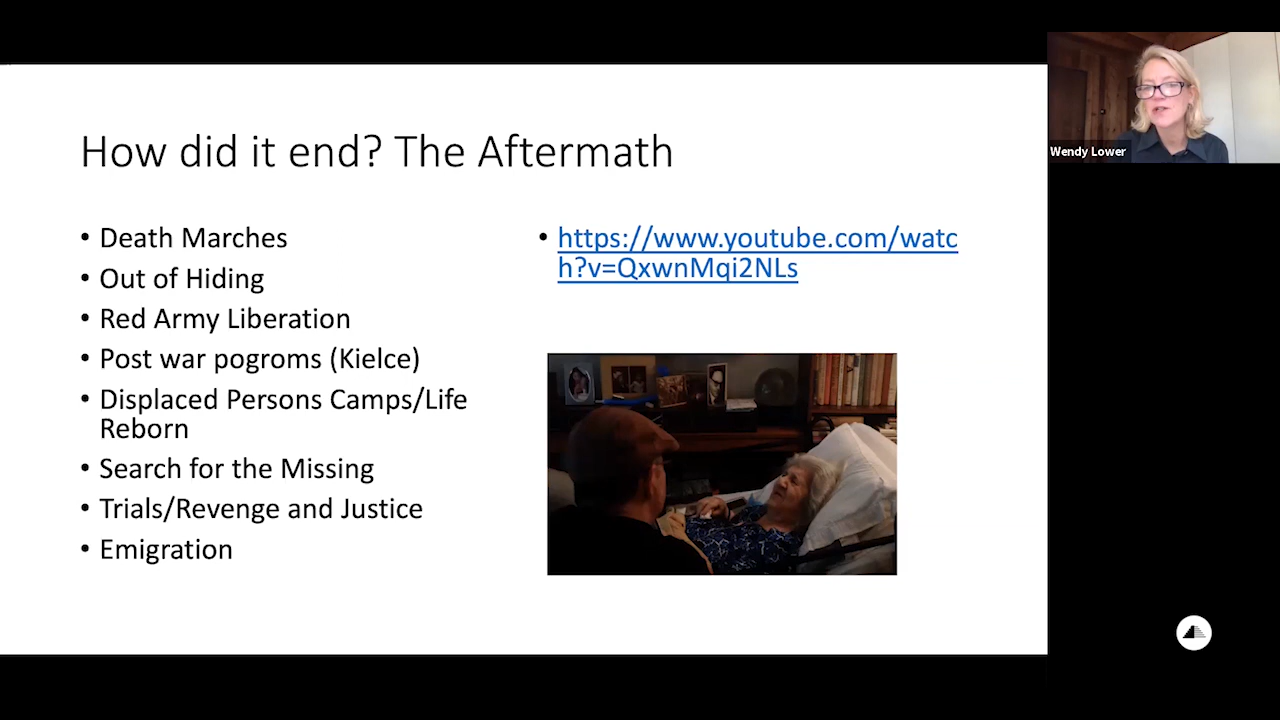 How did it end? The Aftermath
• Death Marches
• Out of Hiding
• Red Army Liberation
• Post war pogroms (Kielce)
• Displaced Persons Camps/Life
Reborn
• Search for the Missing
• Trials/Revenge and Justice
• Emigration
• https://www.youtube.com/watc
h?v=QxwnMqi2NLs
Wendy Lower